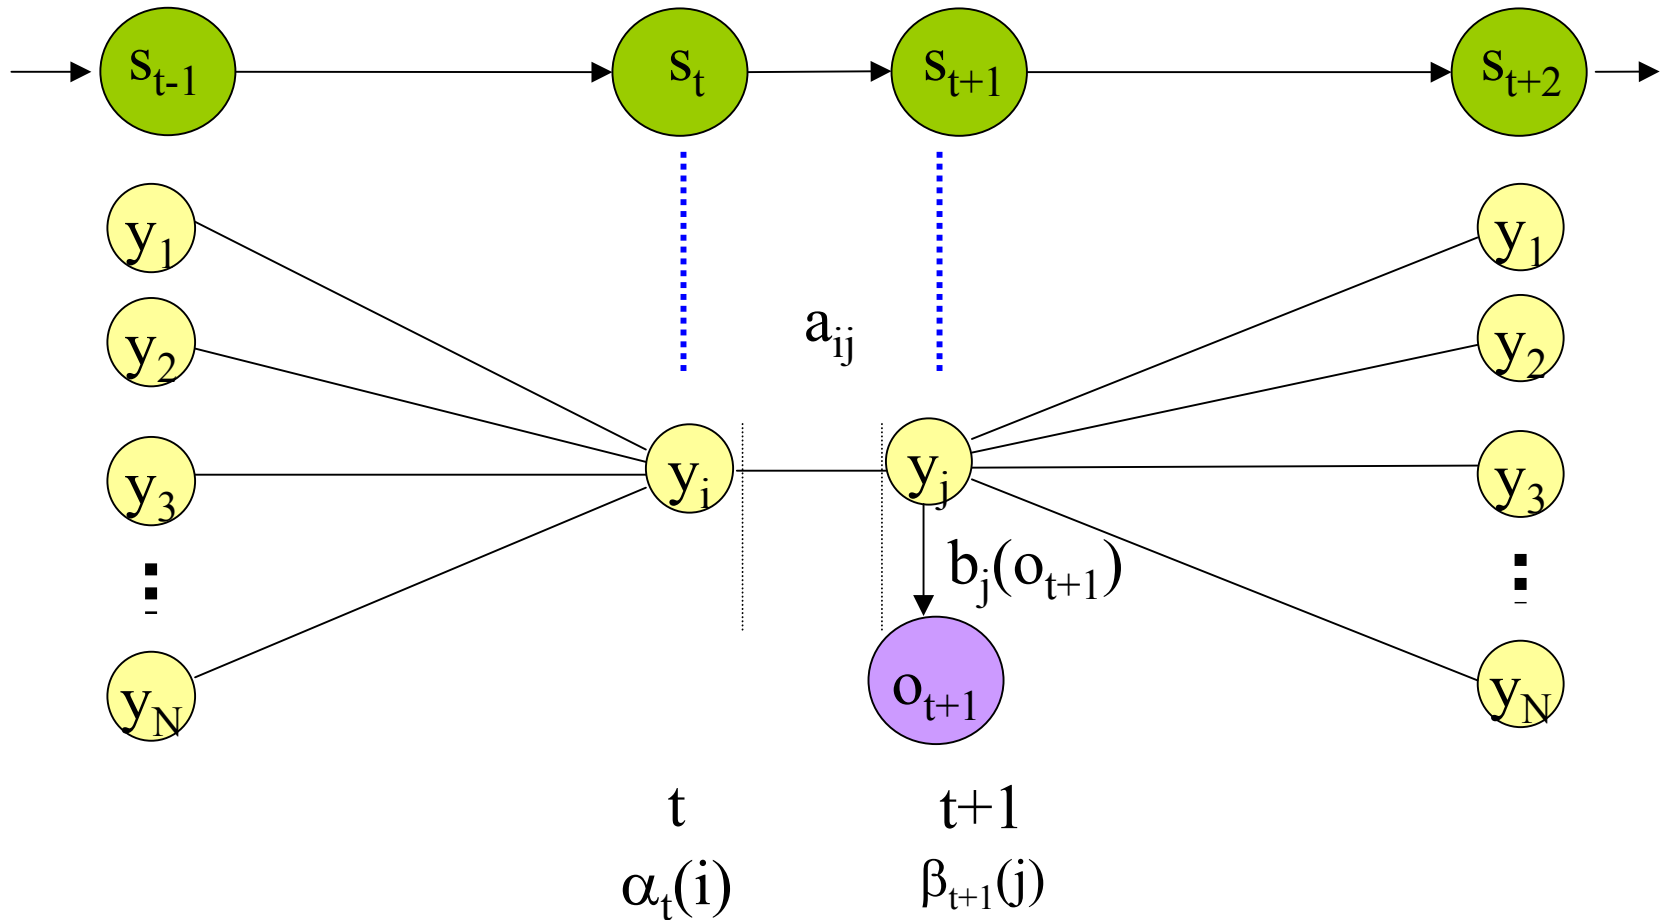 s_{t-1} s_t s_{t+1} s_{t+2}
y_1 y_1
a_{ij}
y_2 y_2
y_3 y_i y_j y_3
b_j(o_{t+1})
y_N o_{t+1} y_N
t t+1
α_t(i) β_{t+1}(j)